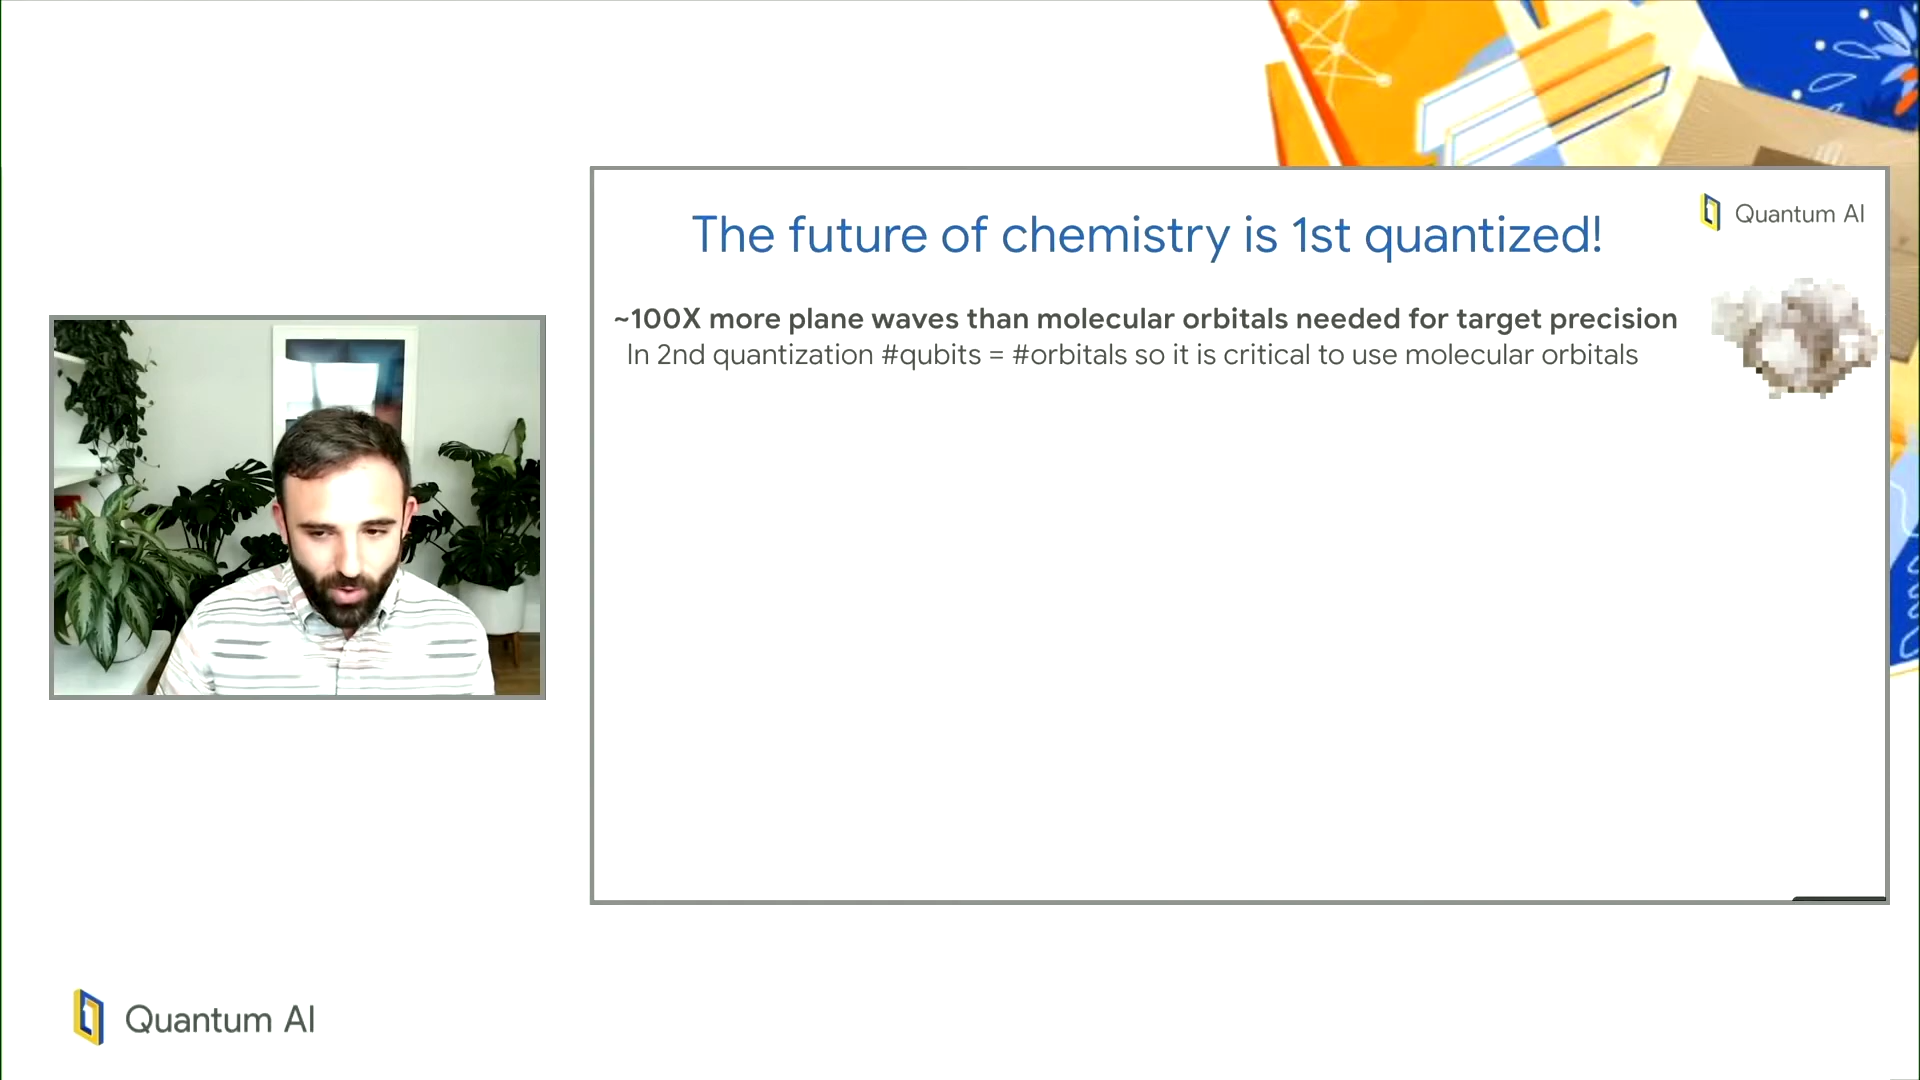 The future of chemistry is 1st quantized!
Quantum AI
~100X more plane waves than molecular orbitals needed for target precision
In 2nd quantization #qubits = #orbitals so it is critical to use molecular orbitals
Quantum AI